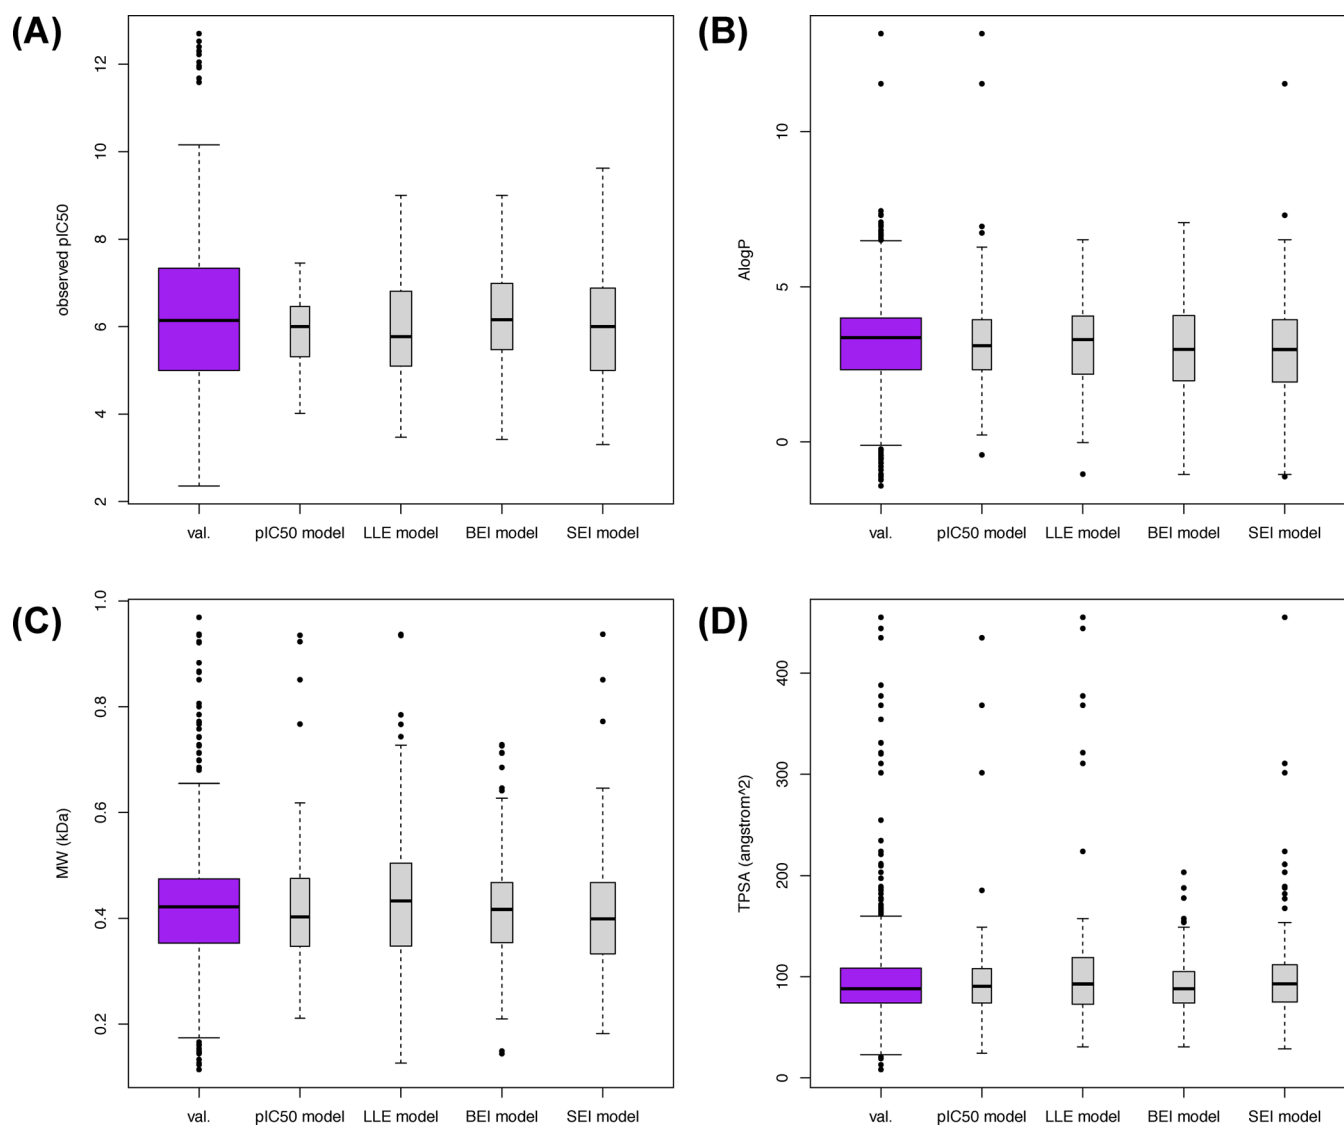 (A)
observed pIC50
12
10
8
6
4
2
val. pIC50 model LLE model BEI model SEI model
(B)
AlogP
10
5
0
val. pIC50 model LLE model BEI model SEI model
(C)
MW (kDa)
1.0
0.8
0.6
0.4
0.2
val. pIC50 model LLE model BEI model SEI model
(D)
TPSA (angstrom^2)
400
300
200
100
0
val. pIC50 model LLE model BEI model SEI model